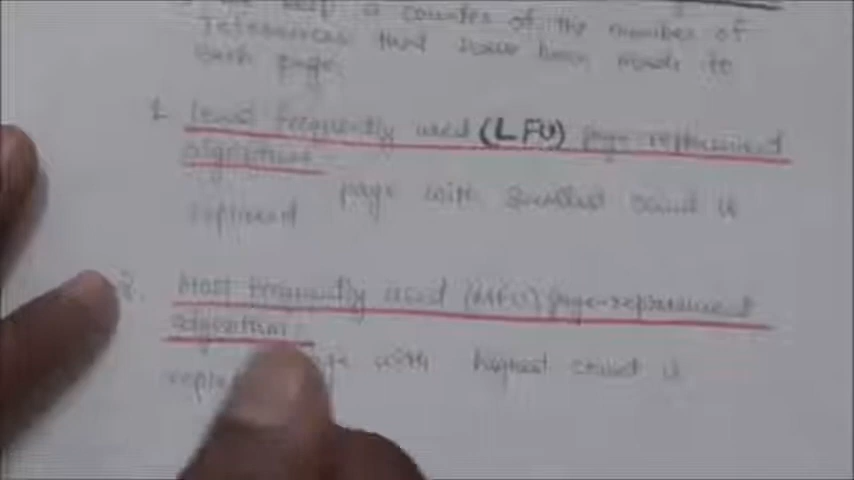 keep a counter of the number of
references that have been made to
each page.
1. Least frequently used (LFU) page-replacement
algorithm
page with smallest count is
replaced
2. Most frequently used (MFU) page-replacement
algorithm:
with highest count is